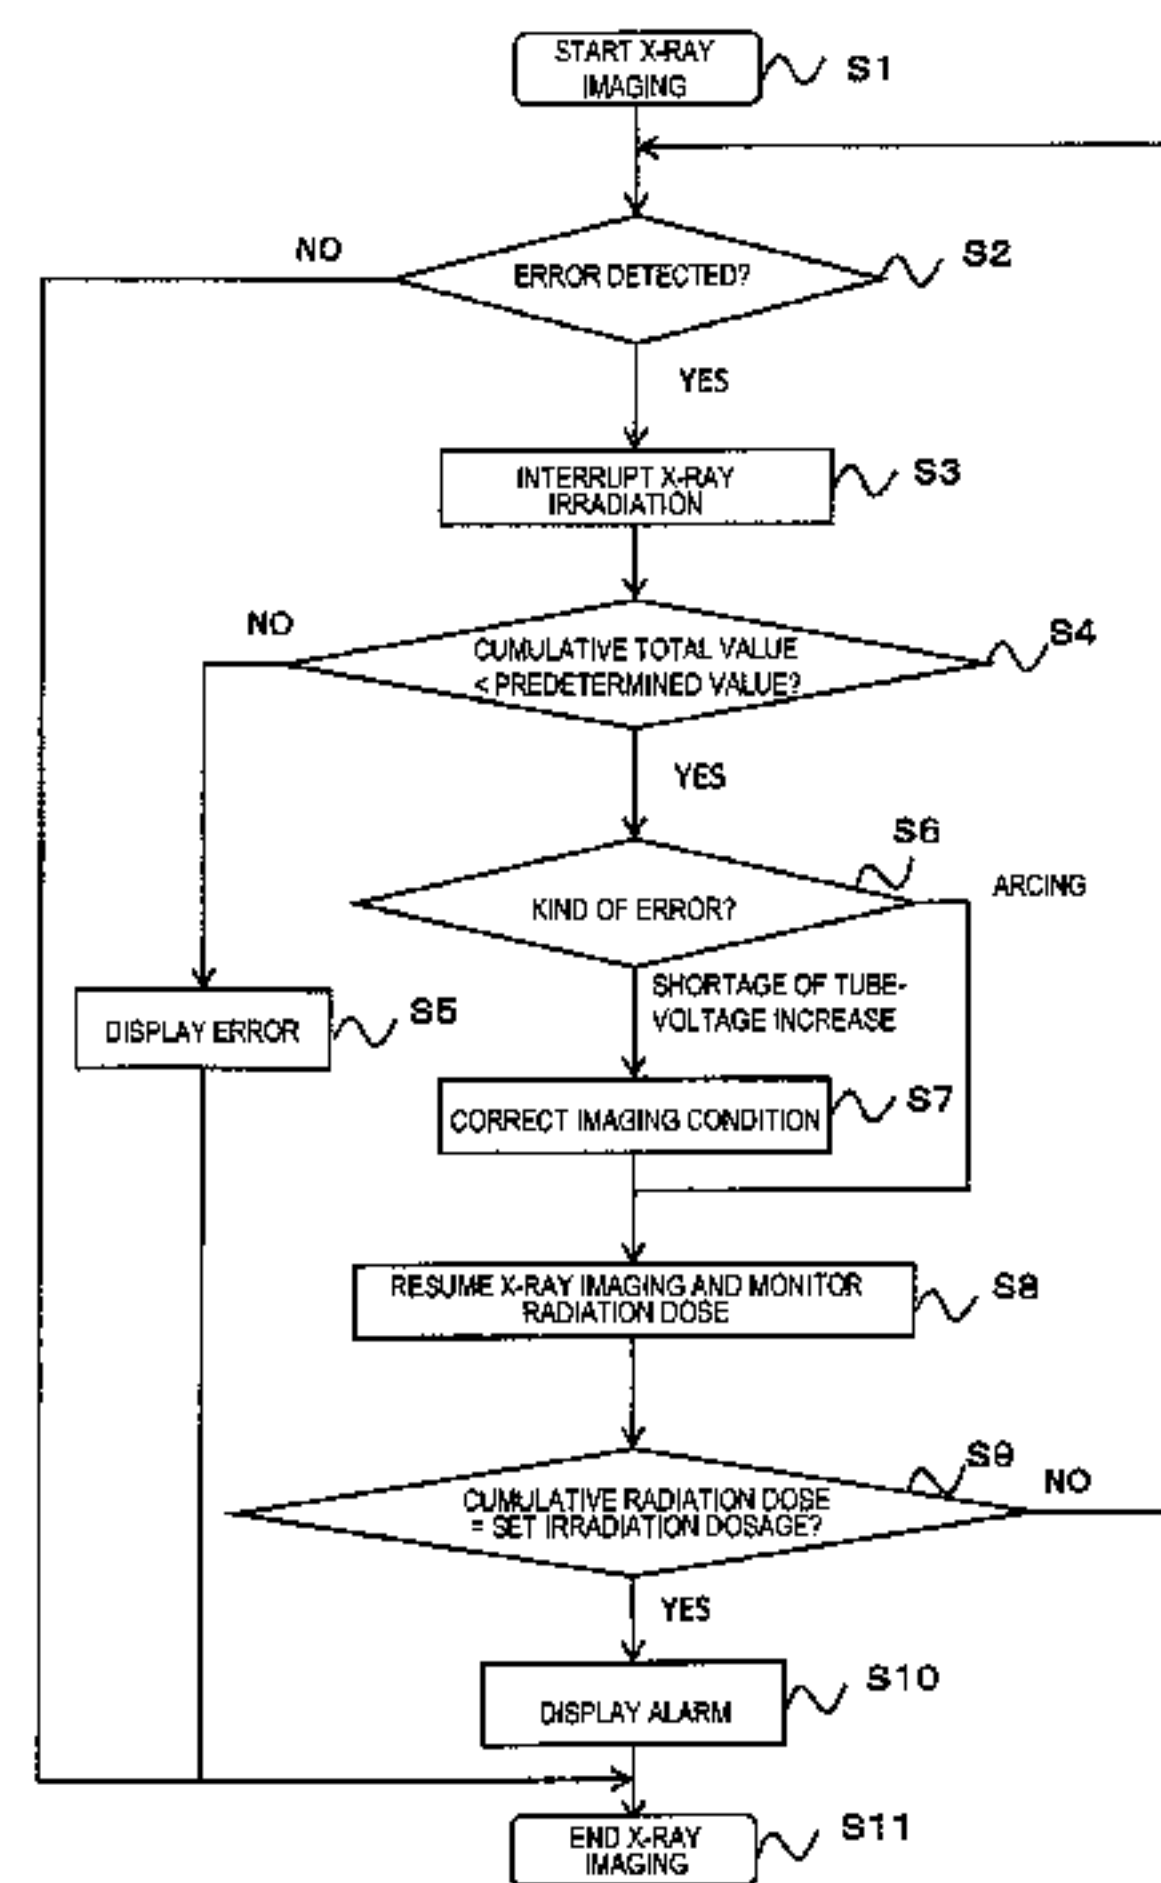 START X-RAY
IMAGING
S1
NO
ERROR DETECTED?
S2
YES
INTERRUPT X-RAY
IRRADIATION
S3
NO
CUMULATIVE TOTAL VALUE
< PREDETERMINED VALUE?
S4
YES
S6
KIND OF ERROR?
ARCING
SHORTAGE OF TUBE-
VOLTAGE INCREASE
DISPLAY ERROR
S5
CORRECT IMAGING CONDITION
S7
RESUME X-RAY IMAGING AND MONITOR
RADIATION DOSE
S8
CUMULATIVE RADIATION DOSE
= SET IRRADIATION DOSAGE?
S9
NO
YES
DISPLAY ALARM
S10
END X-RAY
IMAGING
S11